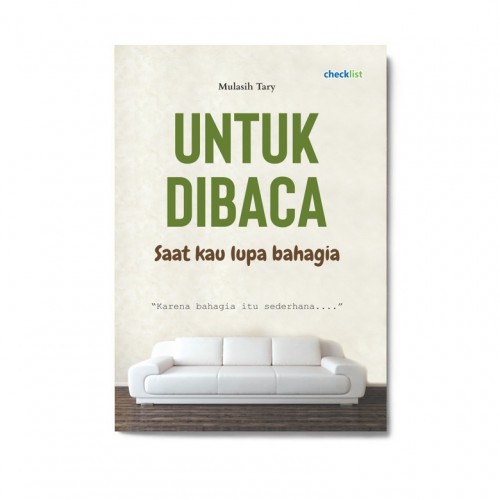 checklist
Mulasih Tary
UNTUK
DIBACA
Saat kau lupa bahagia
"Karena bahagia itu sederhana...."